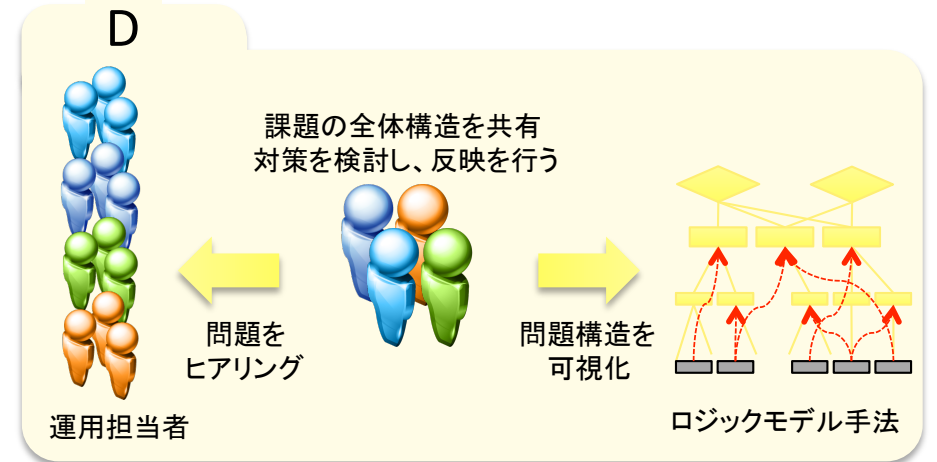 D
課題の全体構造を共有
対策を検討し、反映を行う
問題を
ヒアリング
問題構造を
可視化
運用担当者
ロジックモデル手法